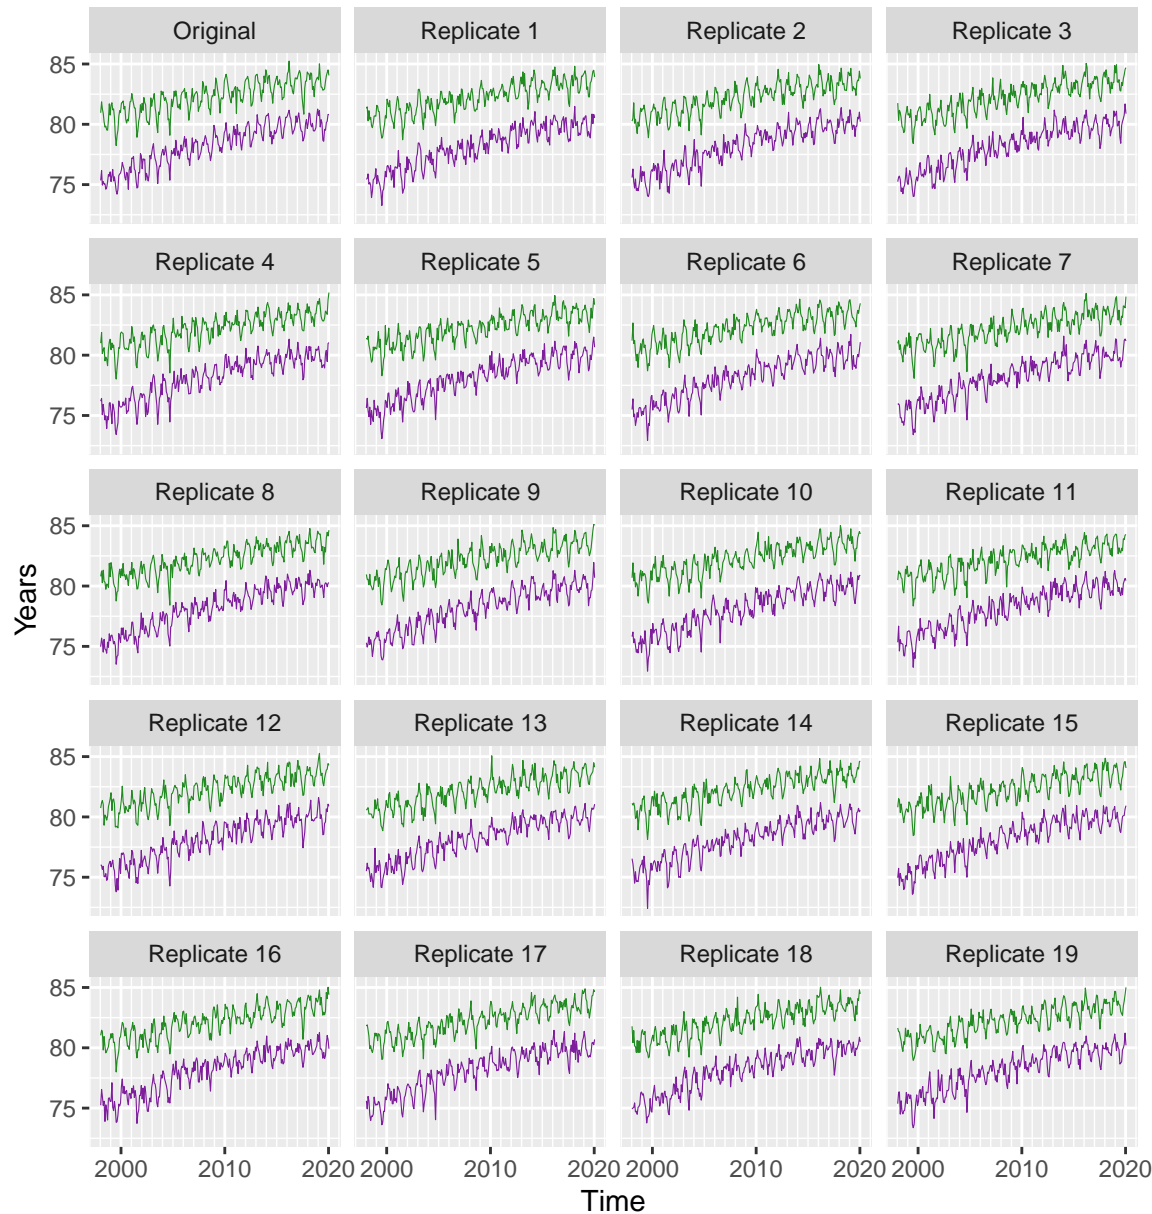 Original Replicate 1 Replicate 2 Replicate 3
85
80
75
Replicate 4 Replicate 5 Replicate 6 Replicate 7
85
80
75
Replicate 8 Replicate 9 Replicate 10 Replicate 11
85
80
75
Years
Replicate 12 Replicate 13 Replicate 14 Replicate 15
85
80
75
Replicate 16 Replicate 17 Replicate 18 Replicate 19
85
80
75
2000 2010 2020 2000 2010 2020 2000 2010 2020 2000 2010 2020
Time